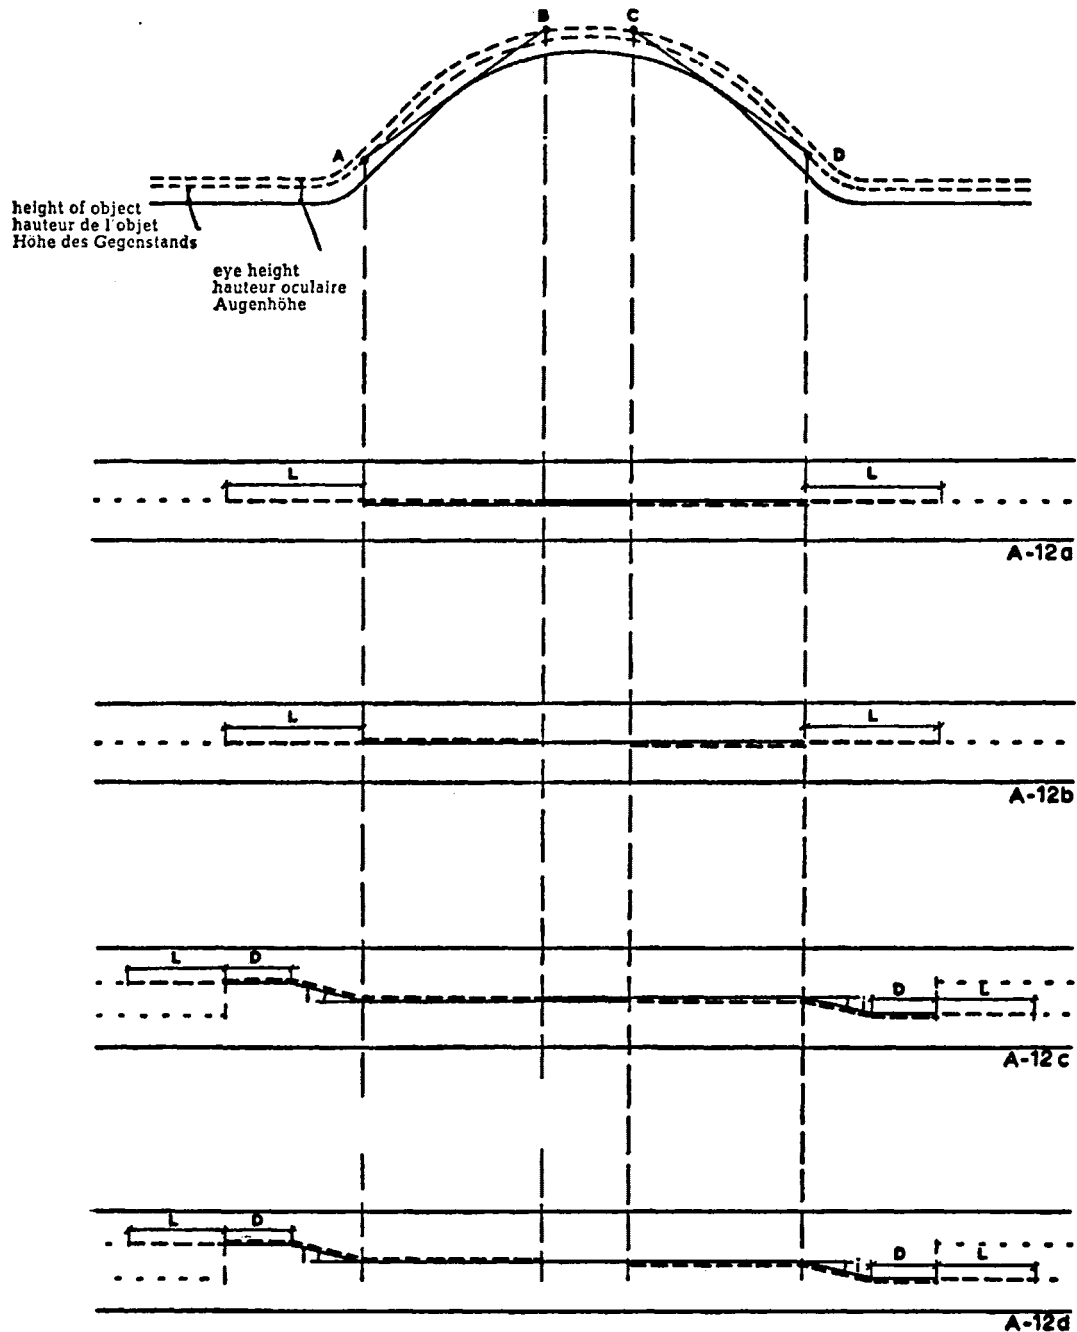 B C
A D
height of object
hauteur de l'objet
Höhe des Gegenstands
eye height
hauteur oculaire
Augenhöhe
L L
A-12a
L L
A-12b
L D D L
i i
A-12c
L D D L
i i
A-12d